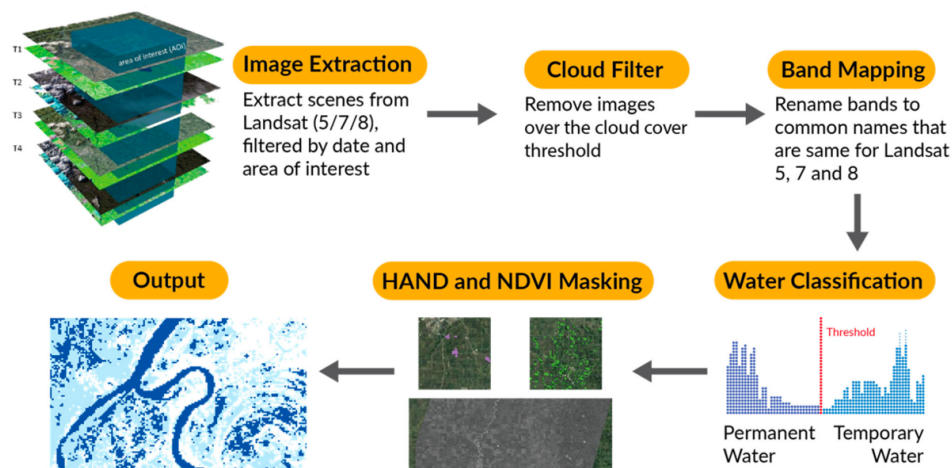 T1
T2
T3
T4
area of interest (AOI)
Image Extraction
Extract scenes from
Landsat (5/7/8),
filtered by date and
area of interest
Cloud Filter
Remove images
over the cloud cover
threshold
Band Mapping
Rename bands to
common names that
are same for Landsat
5, 7 and 8
Water Classification
Threshold
Permanent
Water
Temporary
Water
HAND and NDVI Masking
Output